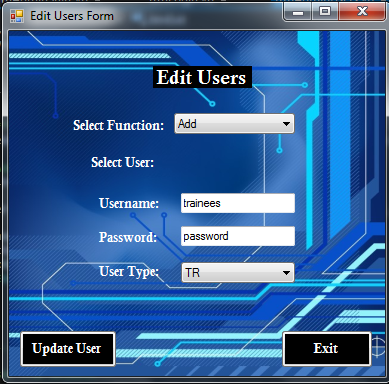 Edit Users Form
Edit Users
Select Function: Add
Select User:
Username: trainees
Password: password
User Type: TR
Update User Exit